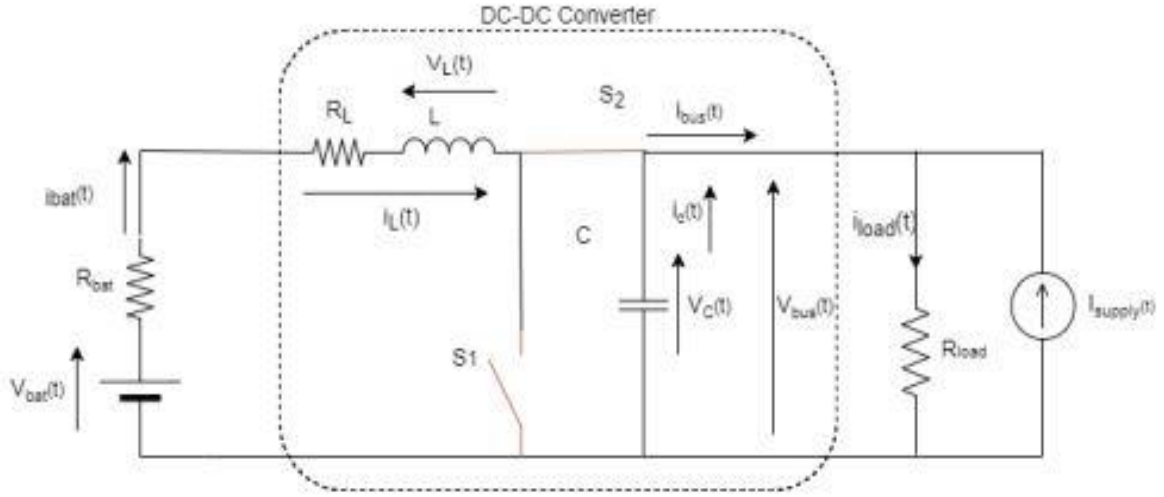 DC-DC Converter
VL(t)
S2
RL
L
Ibus(t)
ibat(t)
iL(t)
C
Ic(t)
iload(t)
Rbat
VC(t)
Vbus(t)
Isupply(t)
S1
Rload
Vbat(t)